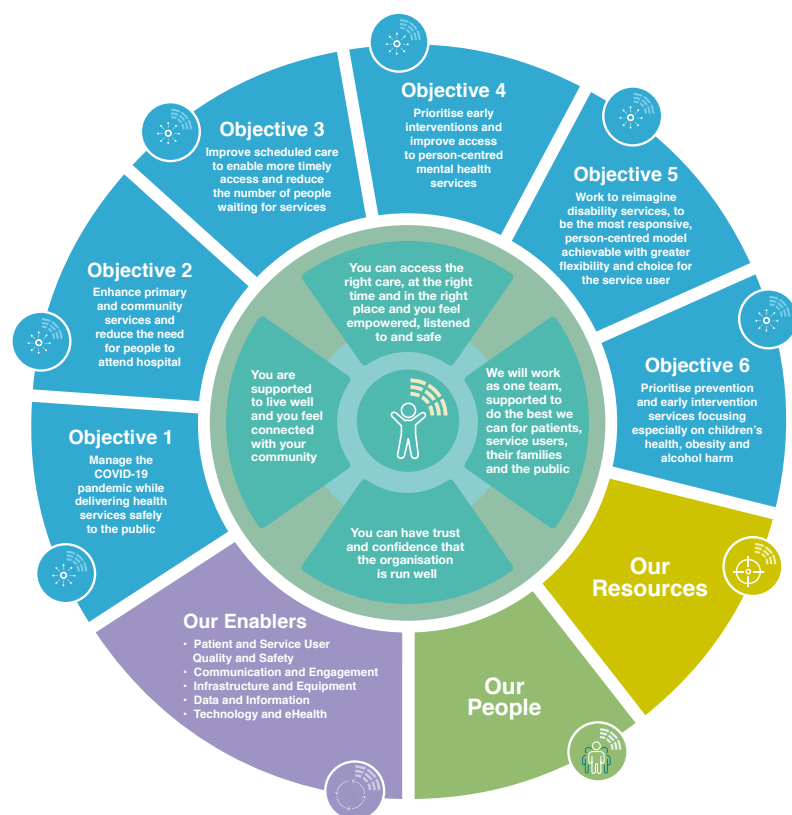 Objective 1
Manage the
COVID-19
pandemic while
delivering health
services safely
to the public
Objective 2
Enhance primary
and community
services and
reduce the need
for people to
attend hospital
Objective 3
Improve scheduled care
to enable more timely
access and reduce
the number of people
waiting for services
Objective 4
Prioritise early
interventions and
improve access
to person-centred
mental health
services
Objective 5
Work to reimagine
disability services, to
be the most responsive,
person-centred model
achievable with greater
flexibility and choice for
the service user
Objective 6
Prioritise prevention
and early intervention
services focusing
especially on children's
health, obesity and
alcohol harm
Our
Resources
Our
People
Our Enablers
• Patient and Service User
Quality and Safety
• Communication and Engagement
• Infrastructure and Equipment
• Data and Information
• Technology and eHealth
You can access the
right care, at the right
time and in the right
place and you feel
empowered, listened
to and safe
We will work
as one team,
supported to
do the best we
can for patients,
service users,
their families
and the public
You can have trust
and confidence that
the organisation
is run well
You are
supported
to live well
and you feel
connected
with your
community